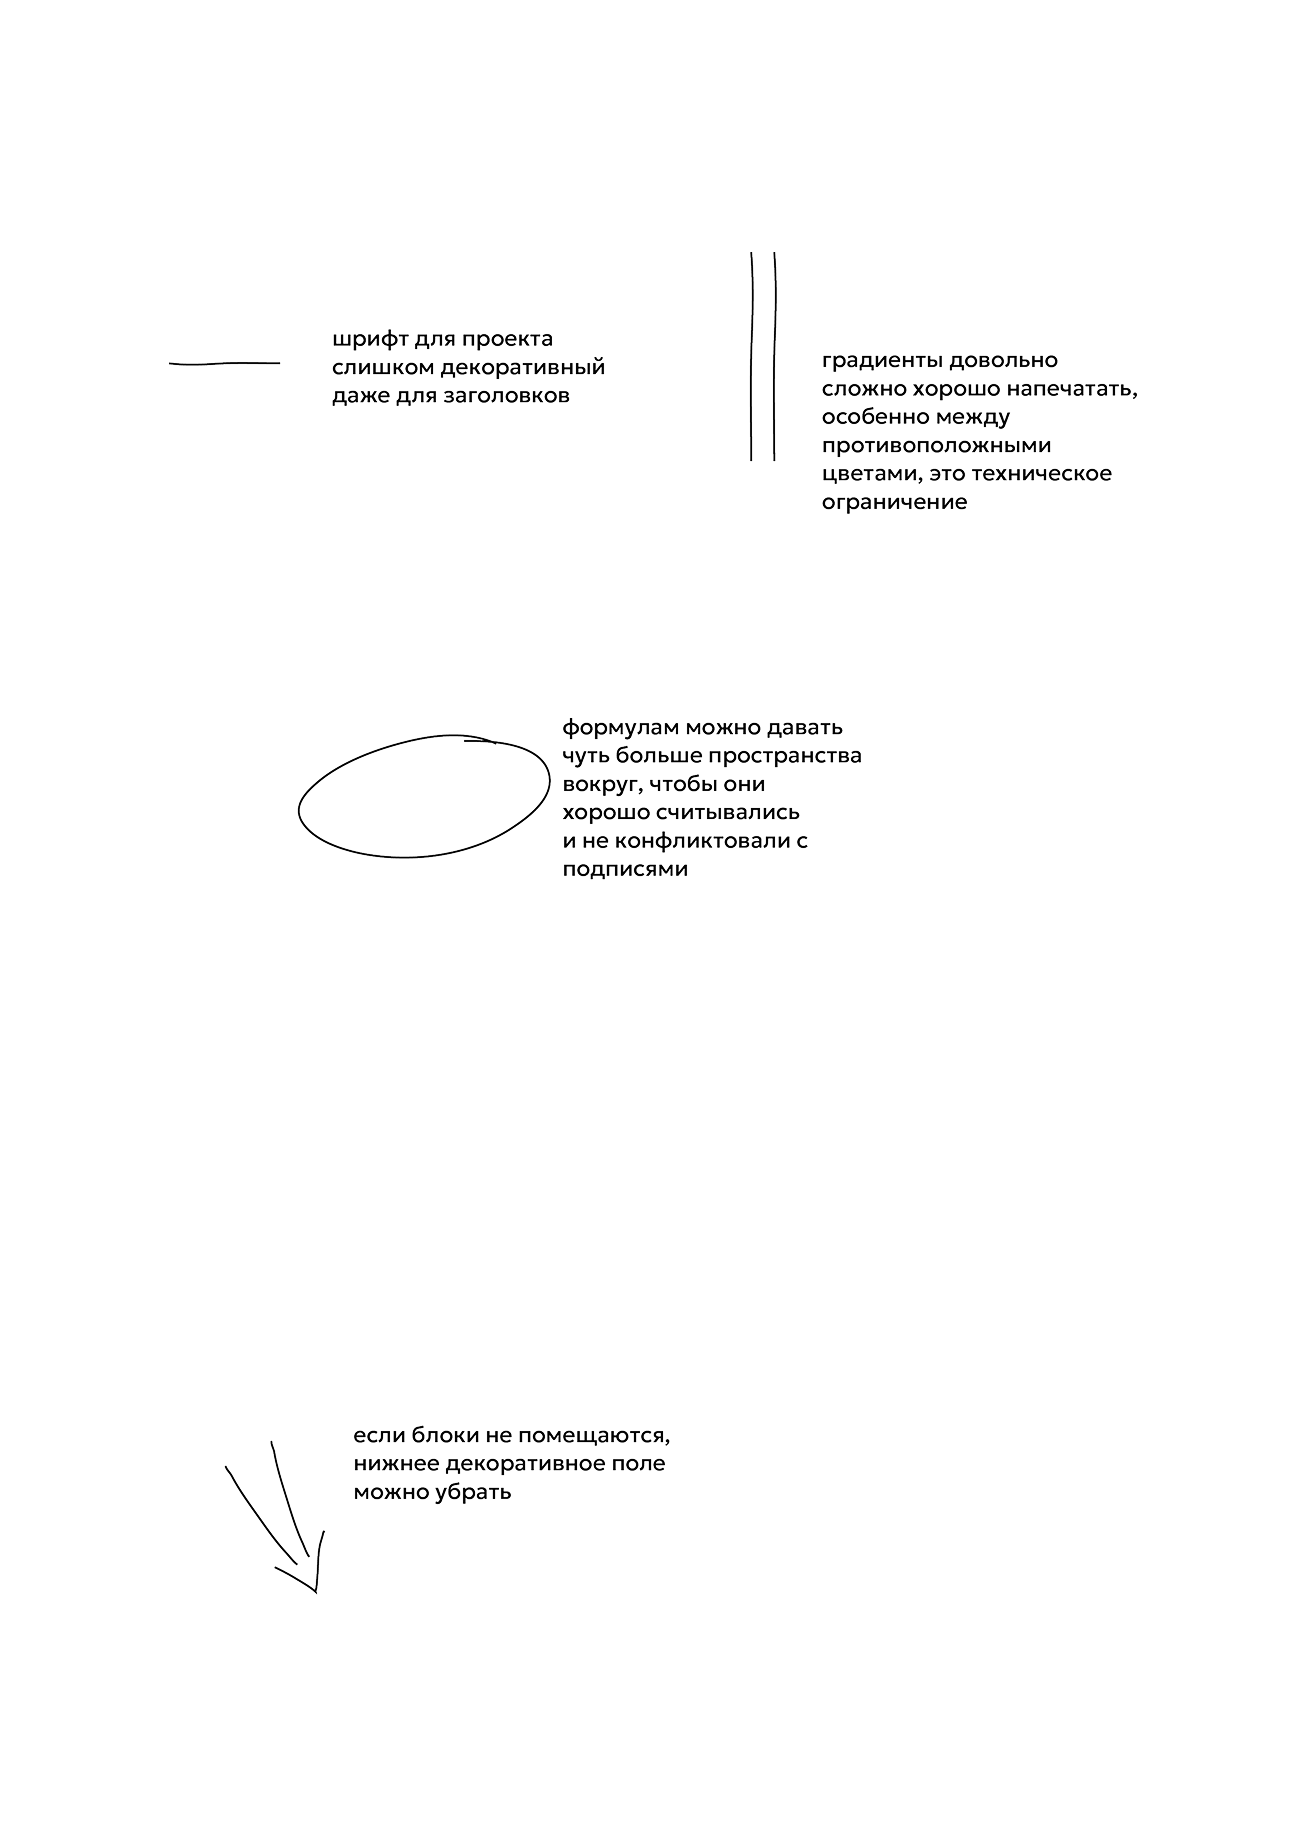 шрифт для проекта
слишком декоративный
даже для заголовков
градиенты довольно
сложно хорошо напечатать,
особенно между
противоположными
цветами, это техническое
ограничение
формулам можно давать
чуть больше пространства
вокруг, чтобы они
хорошо считывались
и не конфликтовали с
подписями
если блоки не помещаются,
нижнее декоративное поле
можно убрать